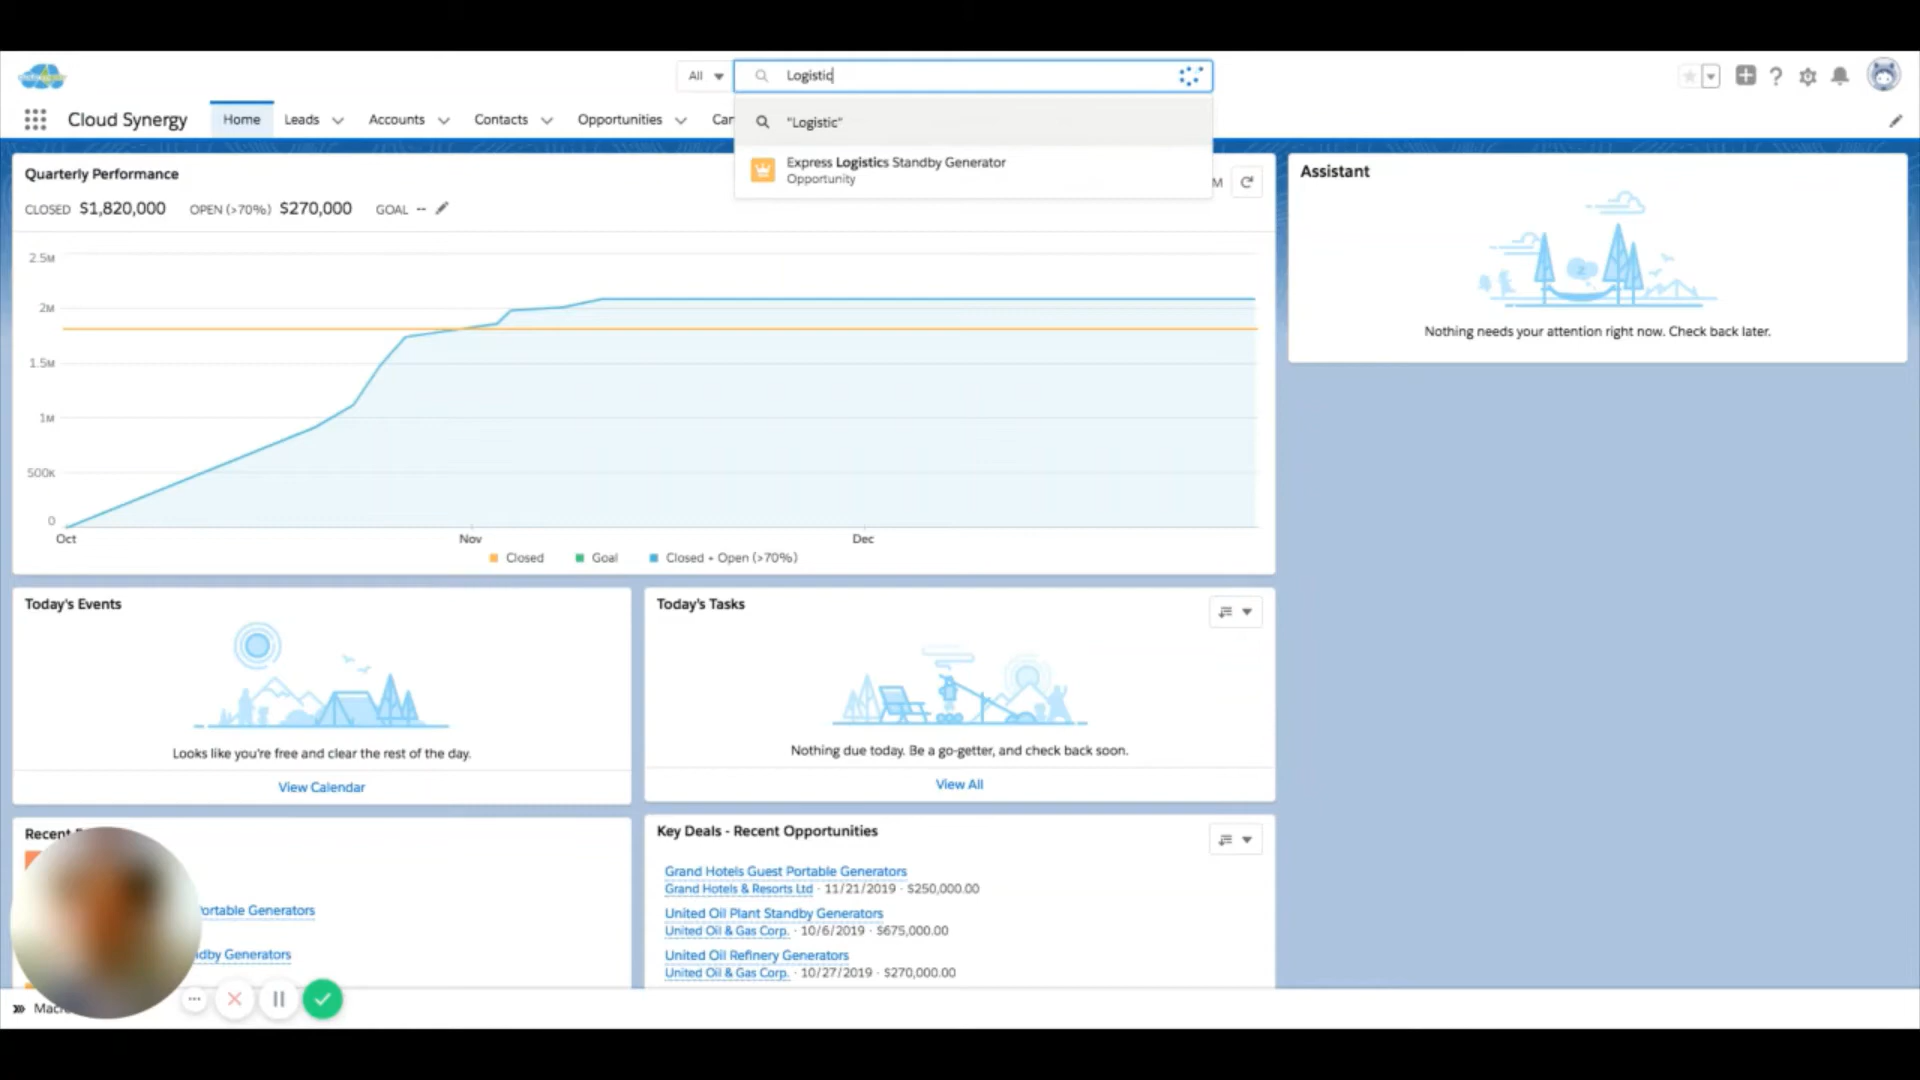 All
Logistic
Cloud Synergy
Home
Leads
Accounts
Contacts
Opportunities
"Logistic"
Express Logistics Standby Generator
Opportunity
Quarterly Performance
CLOSED $1,820,000 OPEN (>70%) $270,000 GOAL --
M
2.5M
2M
1.5M
1M
500K
0
Oct
Nov
Dec
Closed
Goal
Closed + Open (>70%)
Assistant
Nothing needs your attention right now. Check back later.
Today's Events
Looks like you're free and clear the rest of the day.
View Calendar
Today's Tasks
Nothing due today. Be a go-getter, and check back soon.
View All
Recent
Portable Generators
Generators
Key Deals - Recent Opportunities
Grand Hotels Guest Portable Generators
Grand Hotels & Resorts Ltd · 11/21/2019 · $250,000.00
United Oil Plant Standby Generators
United Oil & Gas Corp. · 10/6/2019 · $675,000.00
United Oil Refinery Generators
United Oil & Gas Corp. · 10/27/2019 · $270,000.00